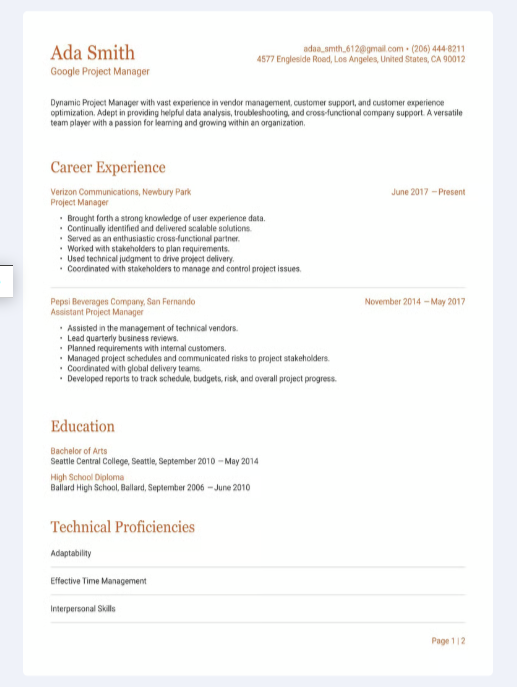 Ada Smith
Google Project Manager
adaa_smth_612@gmail.com • (206) 444-8211
4577 Engleside Road, Los Angeles, United States, CA 90012
Dynamic Project Manager with vast experience in vendor management, customer support, and customer experience
optimization. Adept in providing helpful data analysis, troubleshooting, and cross-functional company support. A versatile
team player with a passion for learning and growing within an organization.
Career Experience
Verizon Communications, Newbury Park
June 2017 – Present
Project Manager
• Brought forth a strong knowledge of user experience data.
• Continually identified and delivered scalable solutions.
• Served as an enthusiastic cross-functional partner.
• Worked with stakeholders to plan requirements.
• Used technical judgment to drive project delivery.
• Coordinated with stakeholders to manage and control project issues.
Pepsi Beverages Company, San Fernando
November 2014 – May 2017
Assistant Project Manager
• Assisted in the management of technical vendors.
• Lead quarterly business reviews.
• Planned requirements with internal customers.
• Managed project schedules and communicated risks to project stakeholders.
• Coordinated with global delivery teams.
• Developed reports to track schedule, budgets, risk, and overall project progress.
Education
Bachelor of Arts
Seattle Central College, Seattle, September 2010 – May 2014
High School Diploma
Ballard High School, Ballard, September 2006 – June 2010
Technical Proficiencies
Adaptability
Effective Time Management
Interpersonal Skills
Page 1 | 2